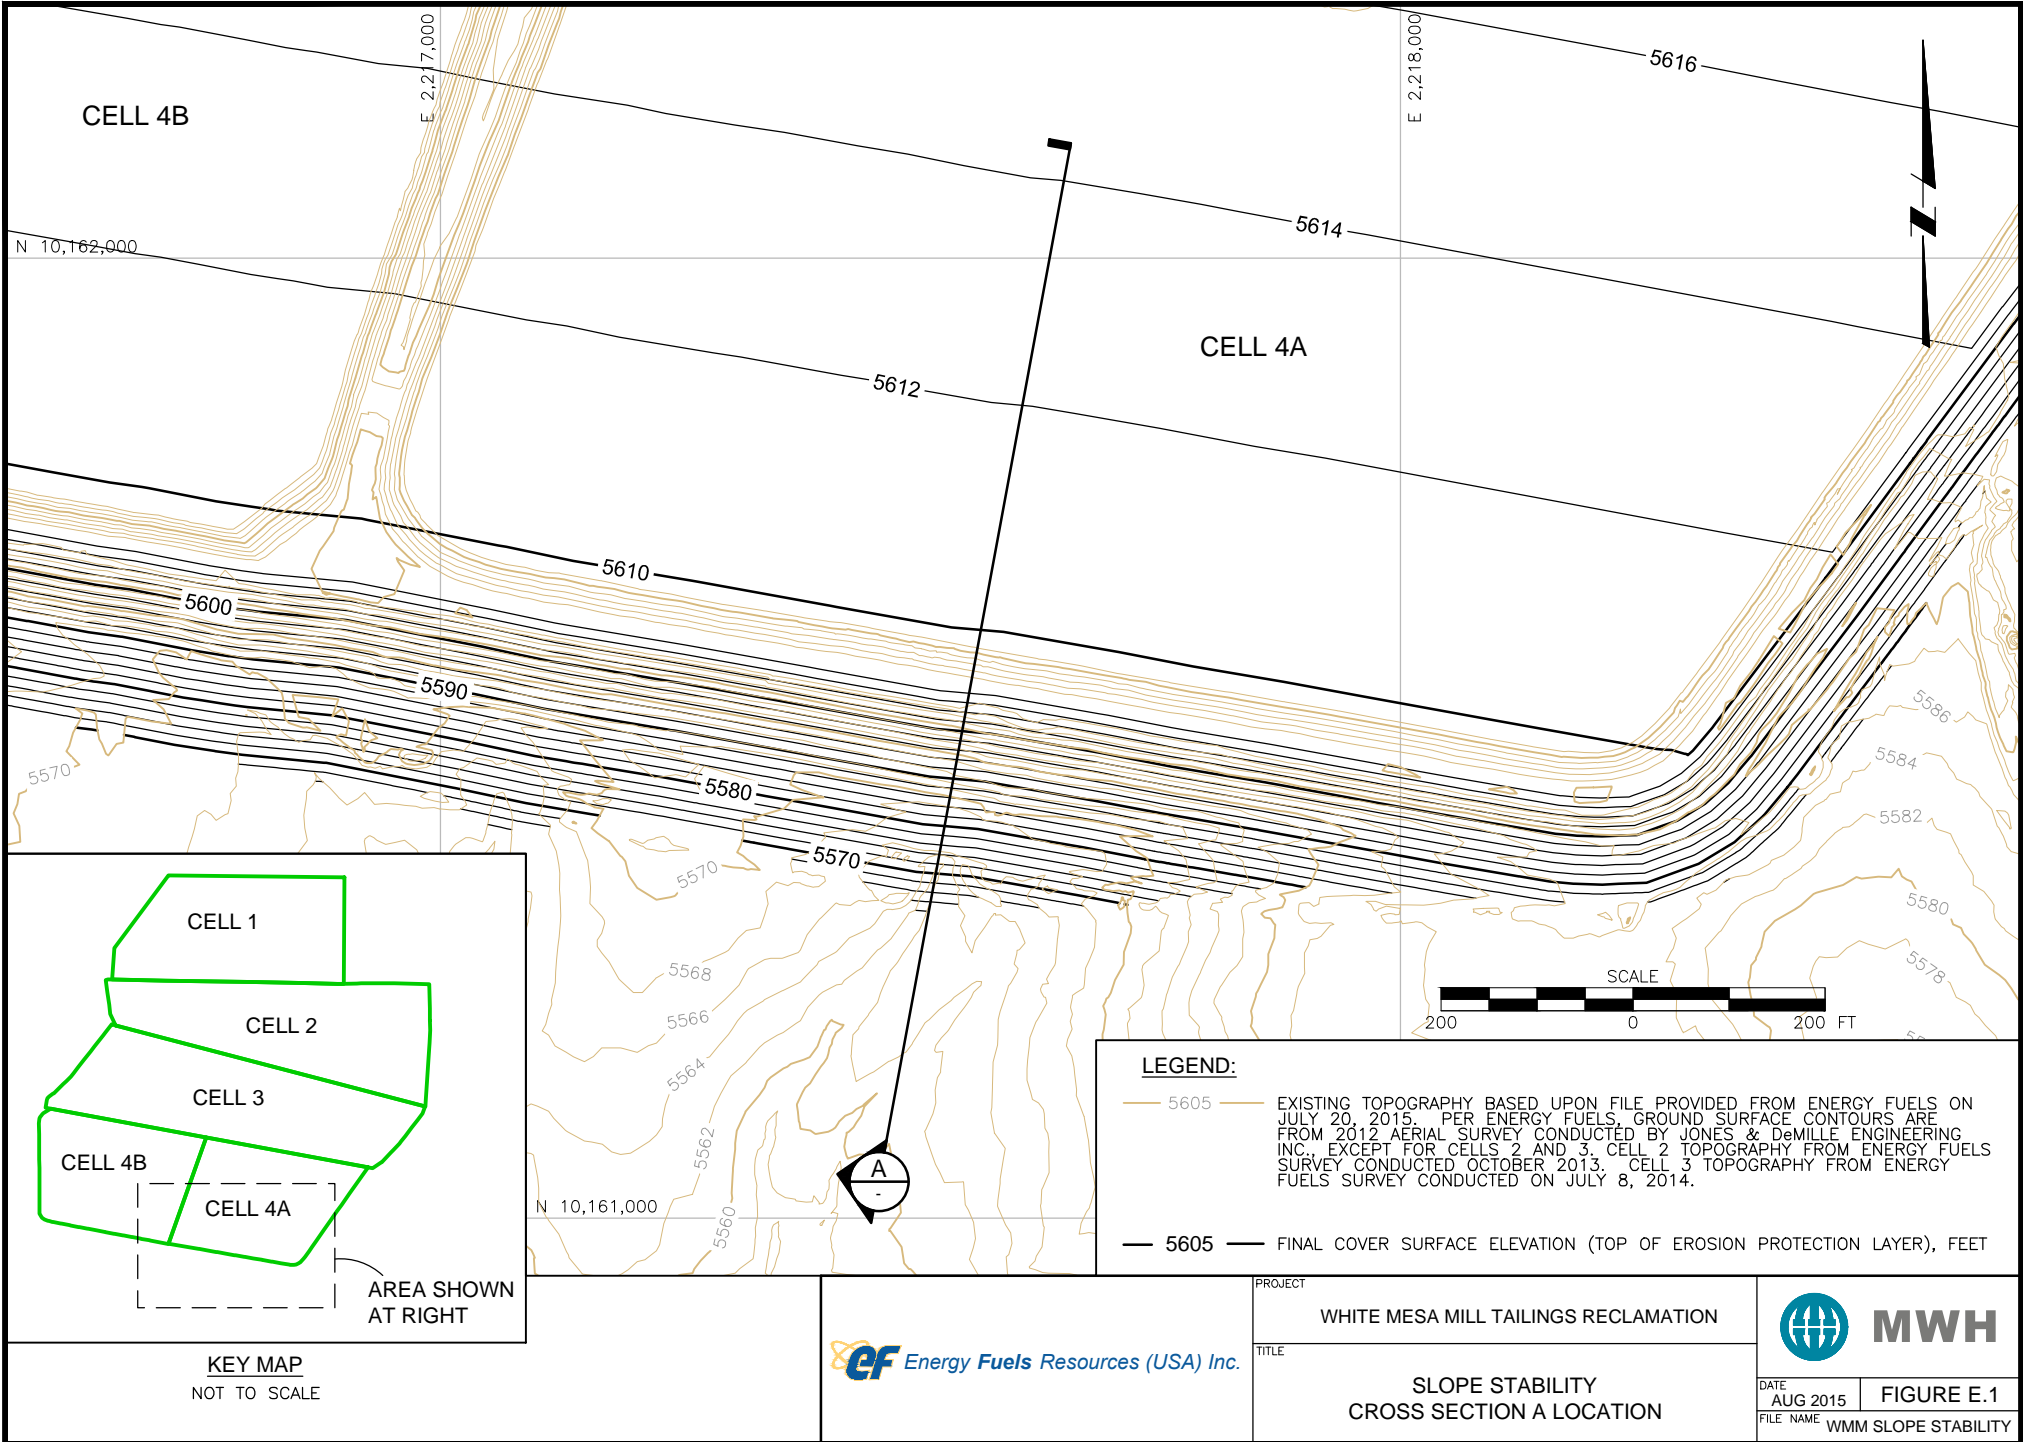 E 2,217,000
E 2,218,000
5616
CELL 4B
5614
N 10,162,000
CELL 4A
5612
5610
5600
5590
5586
5584
5570
5580
5582
5570
5570
5580
5568
5578
5566
5564
5562
5560
N 10,161,000
A
-
SCALE
200 0 200 FT
CELL 1
CELL 2
CELL 3
CELL 4B
CELL 4A
AREA SHOWN
AT RIGHT
KEY MAP
NOT TO SCALE
LEGEND:
5605 EXISTING TOPOGRAPHY BASED UPON FILE PROVIDED FROM ENERGY FUELS ON
JULY 20, 2015. PER ENERGY FUELS, GROUND SURFACE CONTOURS ARE
FROM 2012 AERIAL SURVEY CONDUCTED BY JONES & DeMILLE ENGINEERING
INC., EXCEPT FOR CELLS 2 AND 3. CELL 2 TOPOGRAPHY FROM ENERGY FUELS
SURVEY CONDUCTED OCTOBER 2013. CELL 3 TOPOGRAPHY FROM ENERGY
FUELS SURVEY CONDUCTED ON JULY 8, 2014.
5605 FINAL COVER SURFACE ELEVATION (TOP OF EROSION PROTECTION LAYER), FEET
N
ef Energy Fuels Resources (USA) Inc.
PROJECT
WHITE MESA MILL TAILINGS RECLAMATION
TITLE
SLOPE STABILITY
CROSS SECTION A LOCATION
MWH
DATE
AUG 2015
FIGURE E.1
FILE NAME WMM SLOPE STABILITY